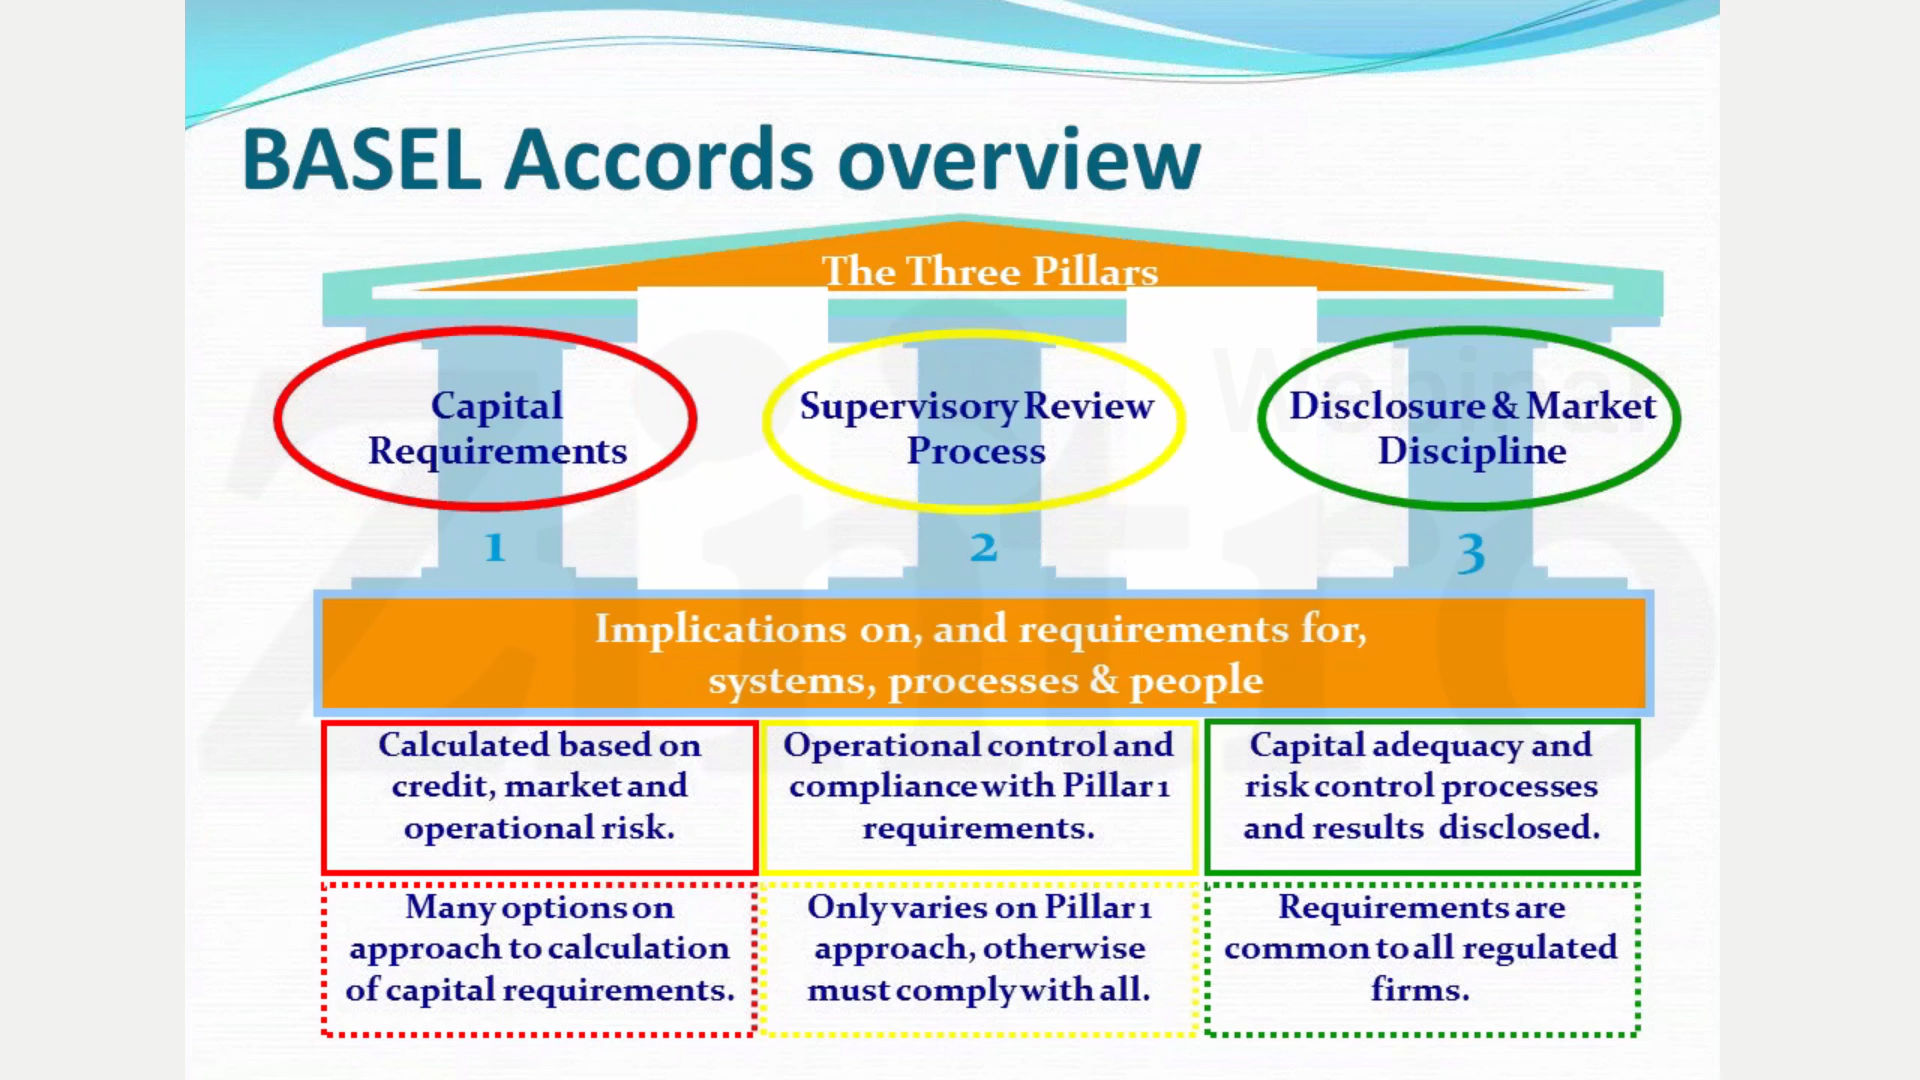 BASEL Accords overview
The Three Pillars
Capital
Requirements
1
Supervisory Review
Process
2
Disclosure & Market
Discipline
3
Implications on, and requirements for,
systems, processes & people
Calculated based on
credit, market and
operational risk.
Operational control and
compliance with Pillar 1
requirements.
Capital adequacy and
risk control processes
and results disclosed.
Many options on
approach to calculation
of capital requirements.
Only varies on Pillar 1
approach, otherwise
must comply with all.
Requirements are
common to all regulated
firms.
Zintro
Webinar